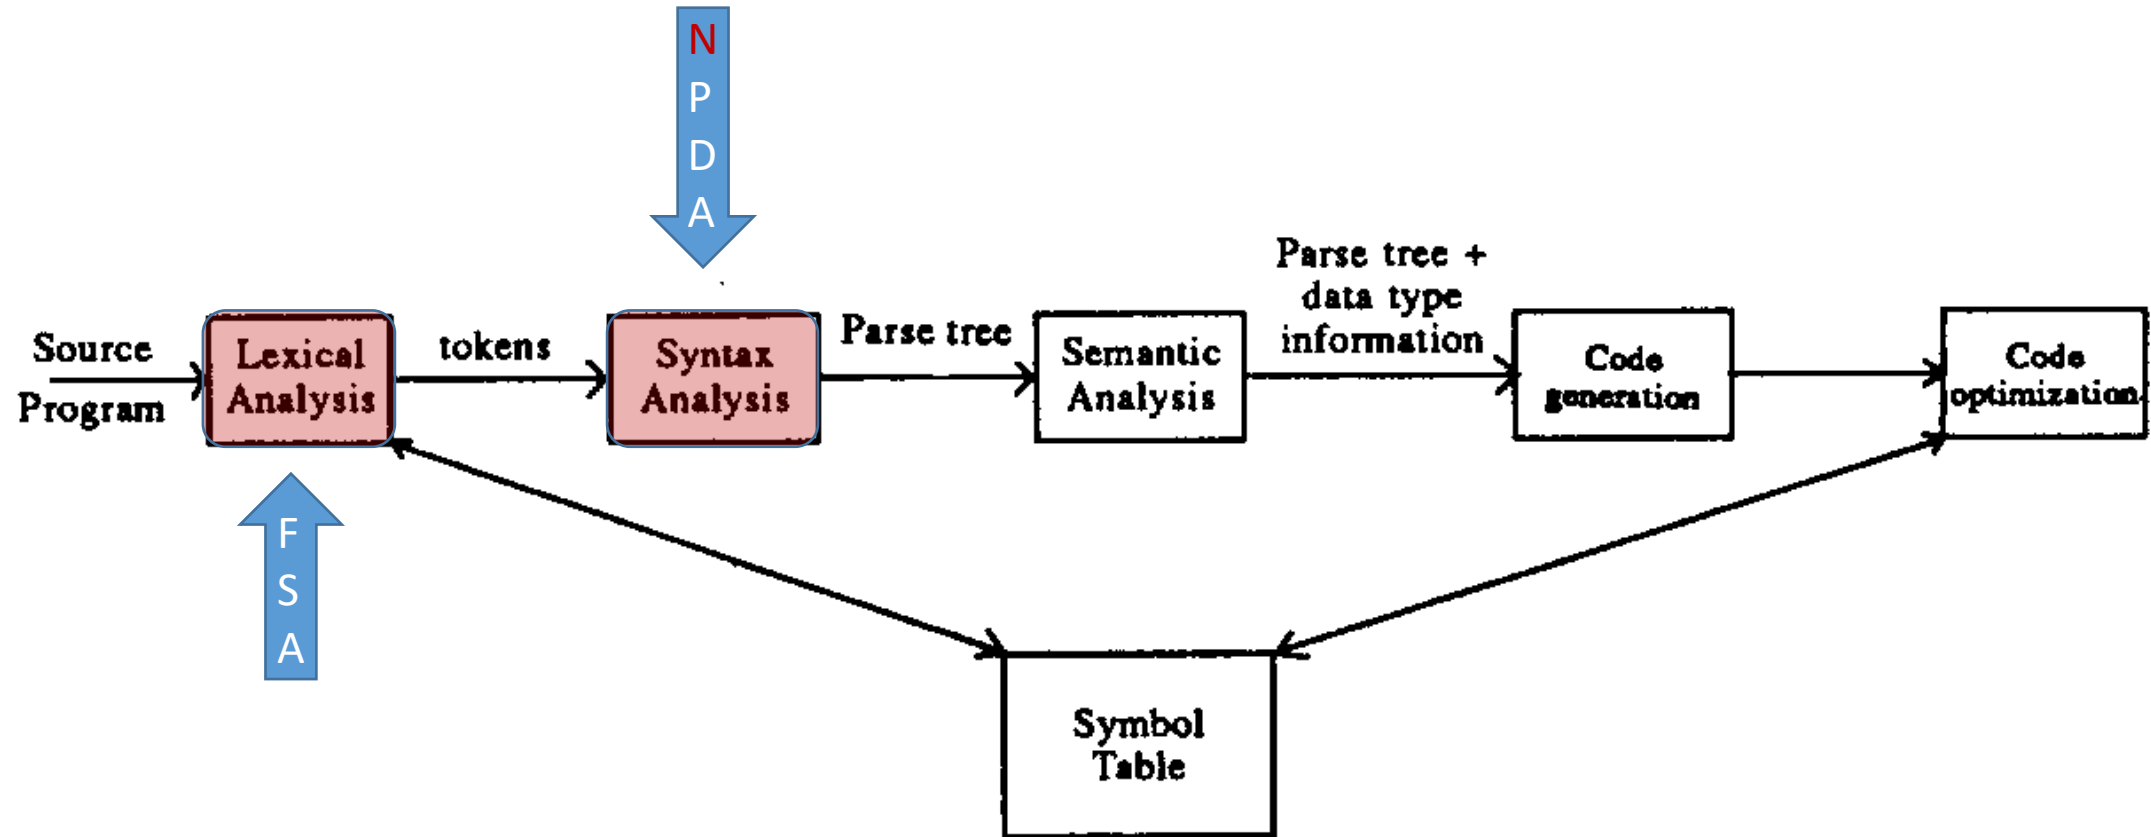 N
P
D
A
Source
Program
Lexical
Analysis
tokens
Syntax
Analysis
Parse tree
Semantic
Analysis
Parse tree +
data type
information
Code
generation
Code
optimization
F
S
A
Symbol
Table